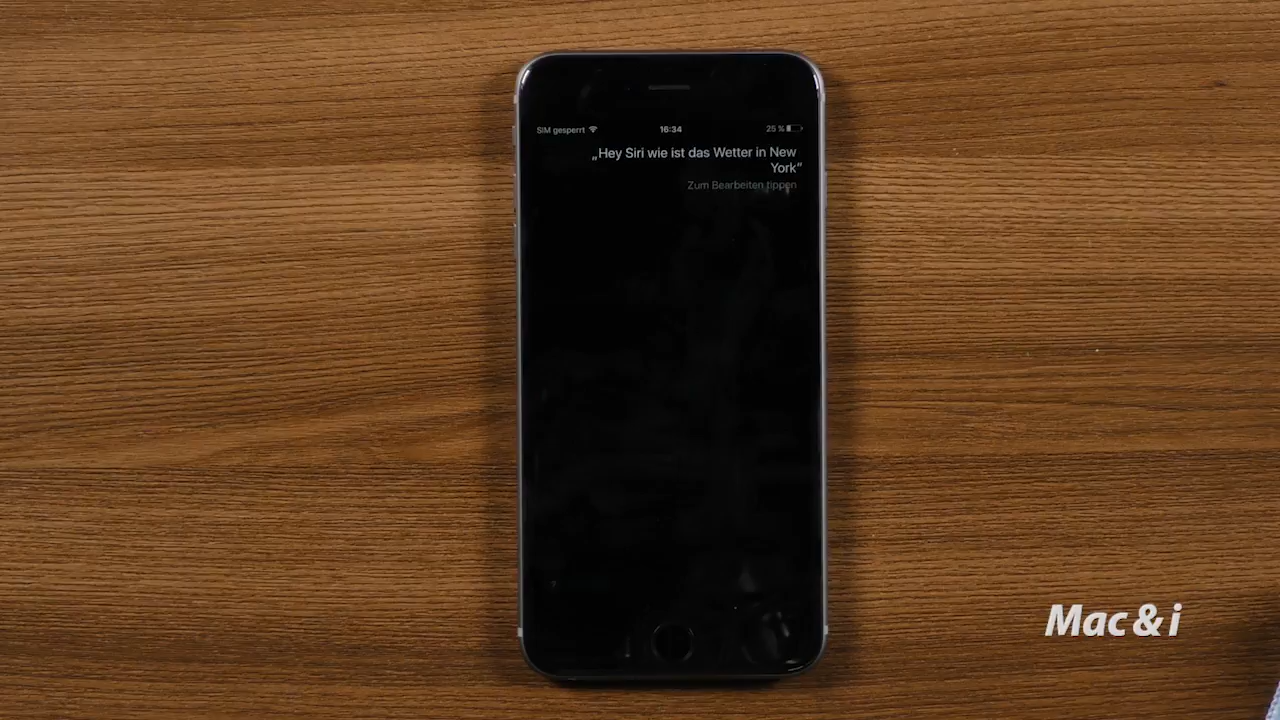 SIM gesperrt 16:34 25 %
„Hey Siri wie ist das Wetter in New
York“
Zum Bearbeiten tippen
Mac & i